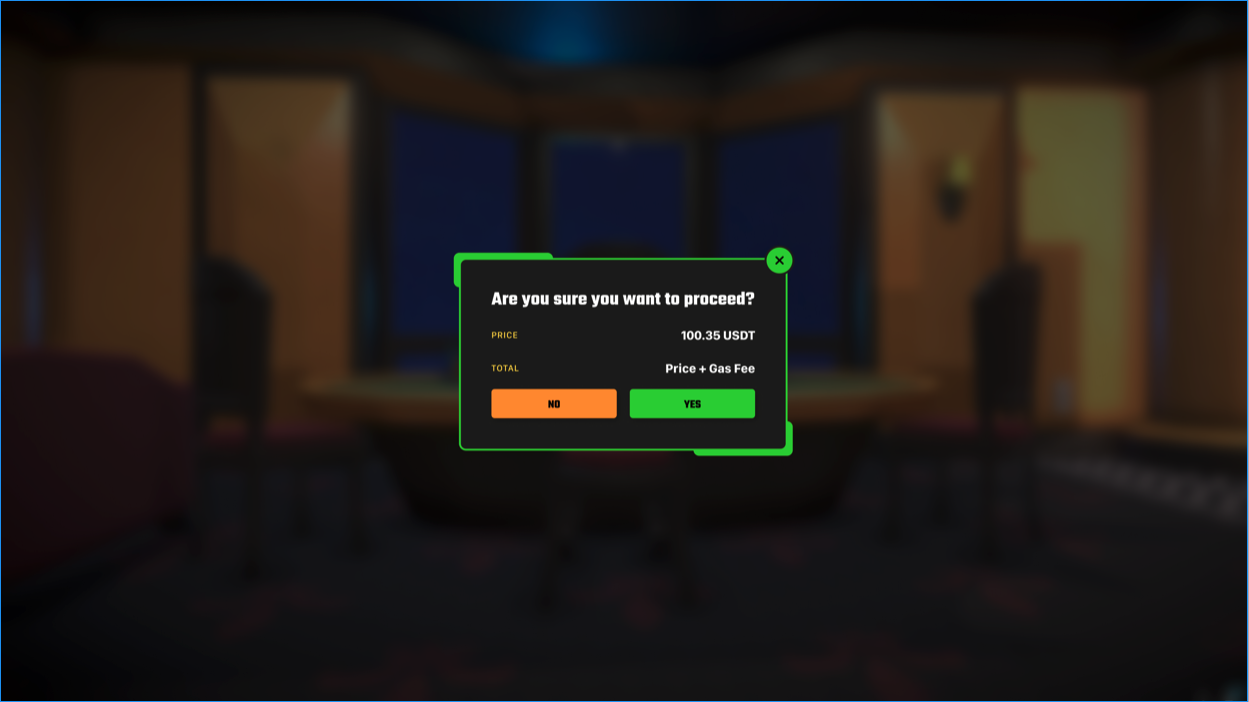 Are you sure you want to proceed?
PRICE 100.35 USDT
TOTAL Price + Gas Fee
NO YES